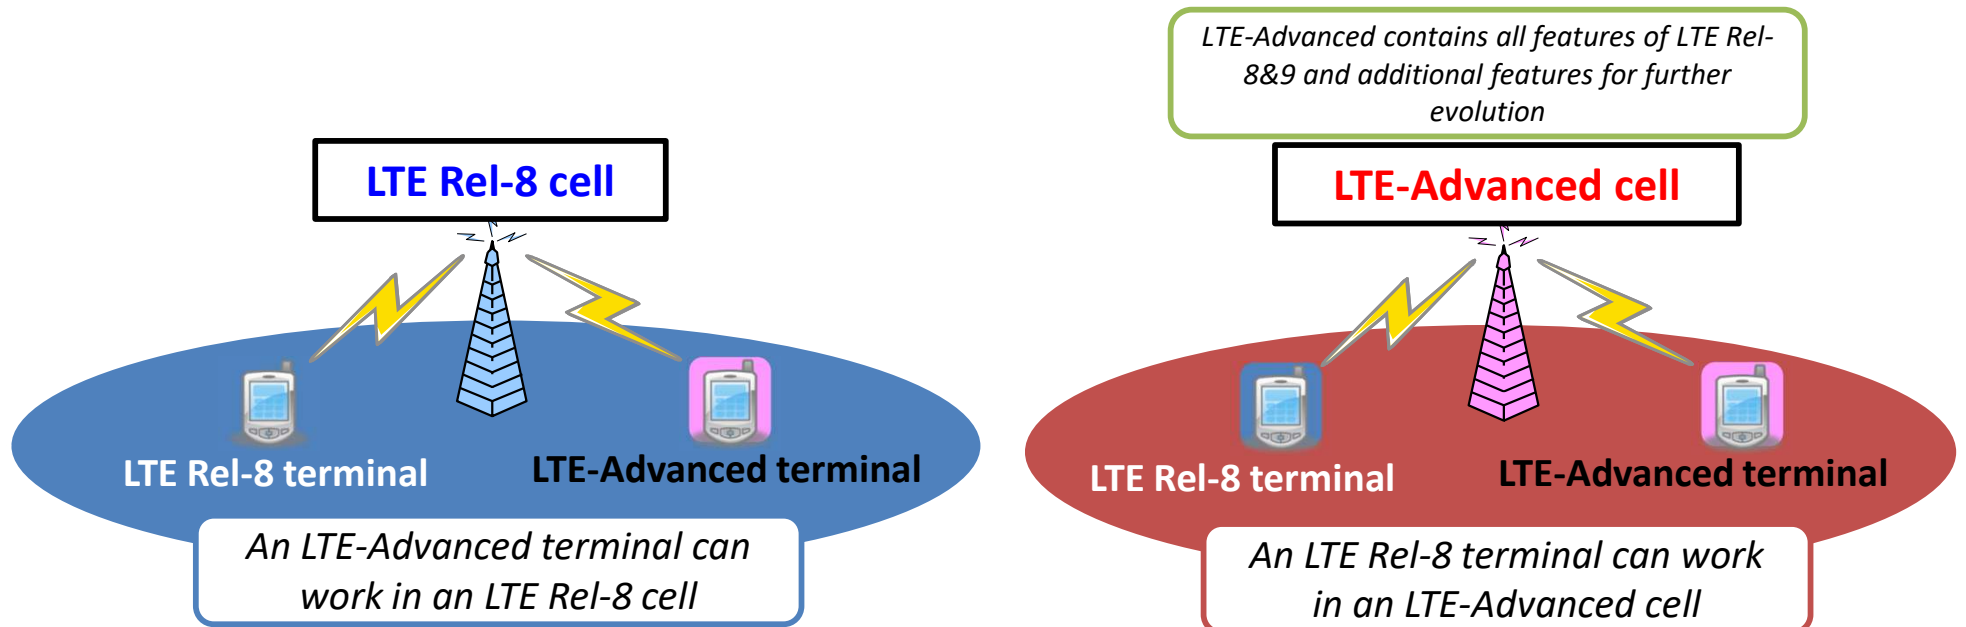 LTE Rel-8 cell
LTE Rel-8 terminal
LTE-Advanced terminal
An LTE-Advanced terminal can
work in an LTE Rel-8 cell
LTE-Advanced contains all features of LTE Rel-
8&9 and additional features for further
evolution
LTE-Advanced cell
LTE Rel-8 terminal
LTE-Advanced terminal
An LTE Rel-8 terminal can work
in an LTE-Advanced cell